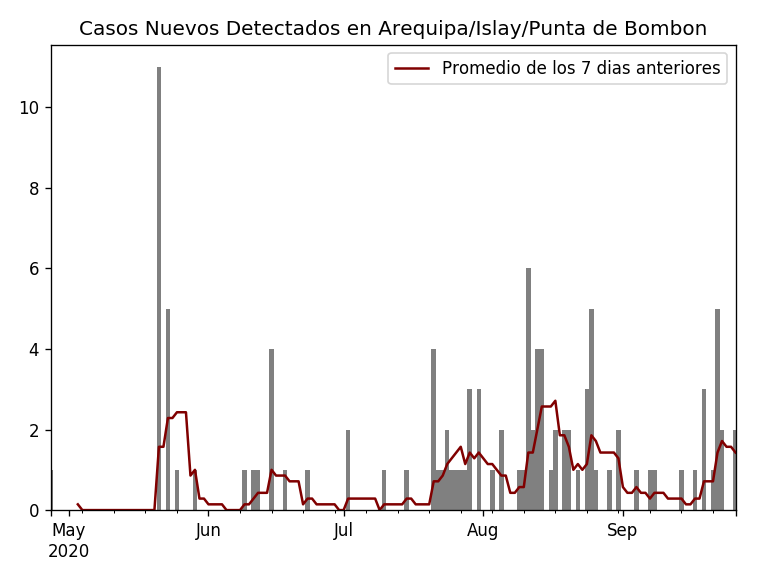 Casos Nuevos Detectados en Arequipa/Islay/Punta de Bombon
Promedio de los 7 dias anteriores
10
8
6
4
2
0
May Jun Jul Aug Sep
2020